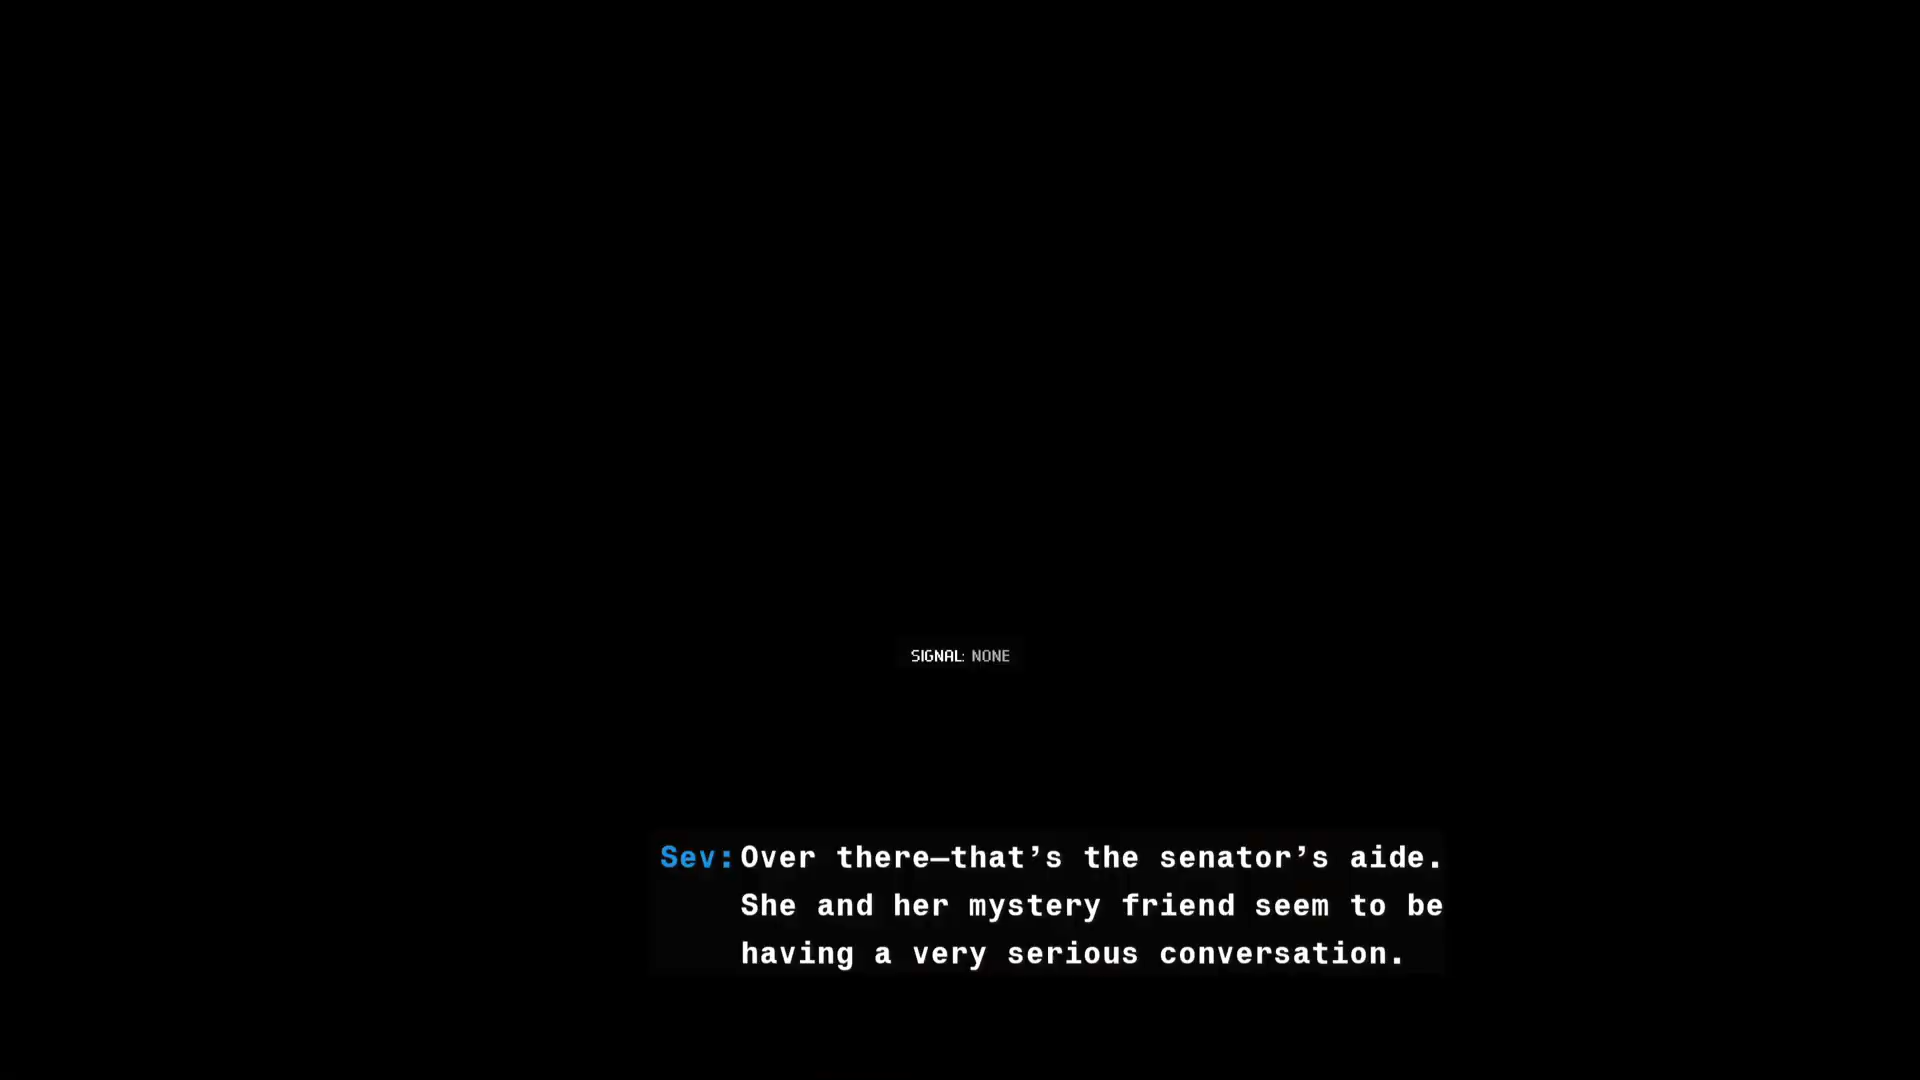 SIGNAL: NONE
Sev: Over there—that’s the senator’s aide.
She and her mystery friend seem to be
having a very serious conversation.